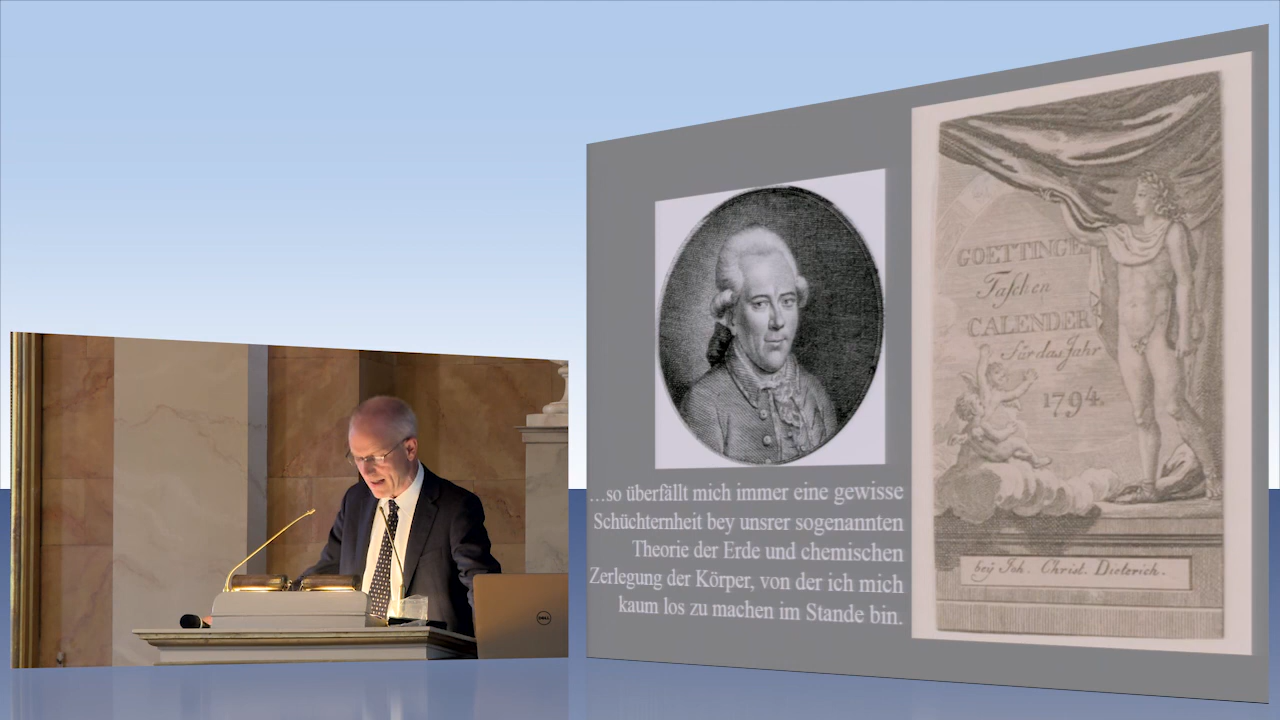 …so überfällt mich immer eine gewisse
Schüchternheit bey unsrer sogenannten
Theorie der Erde und chemischen
Zerlegung der Körper, von der ich mich
kaum los zu machen im Stande bin.
GOETTINGE
Taſchen
CALENDER
für das Jahr
1794.
bey Joh. Christ. Dieterich.
DELL